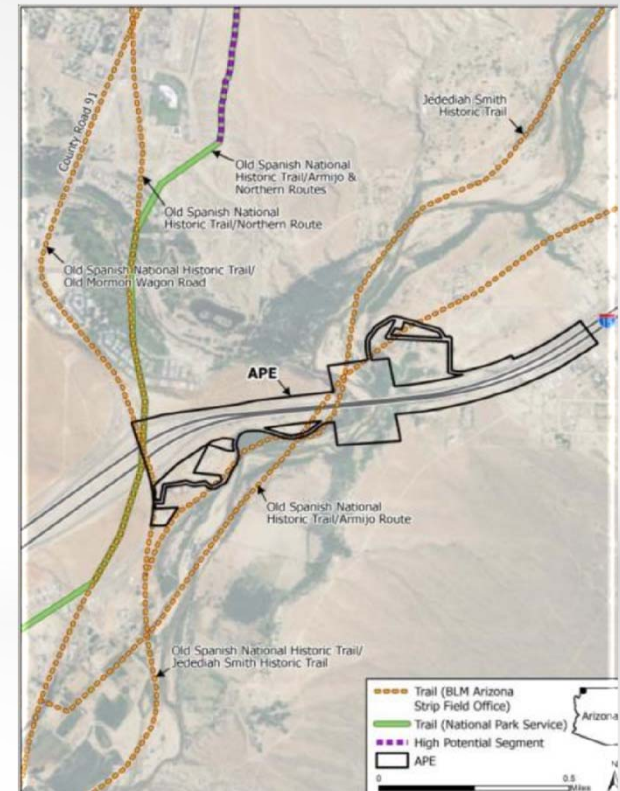 County Road 91
Jedediah Smith
Historic Trail
Old Spanish National
Historic Trail/Armijo &
Northern Routes
Old Spanish National
Historic Trail/Northern Route
Old Spanish National Historic Trail/
Old Mormon Wagon Road
APE
Old Spanish National
Historic Trail/Armijo Route
Old Spanish National Historic Trail/
Jedediah Smith Historic Trail
Trail (BLM Arizona
Strip Field Office)
Trail (National Park Service)
High Potential Segment
APE
Arizona
0 0.5
Miles
N